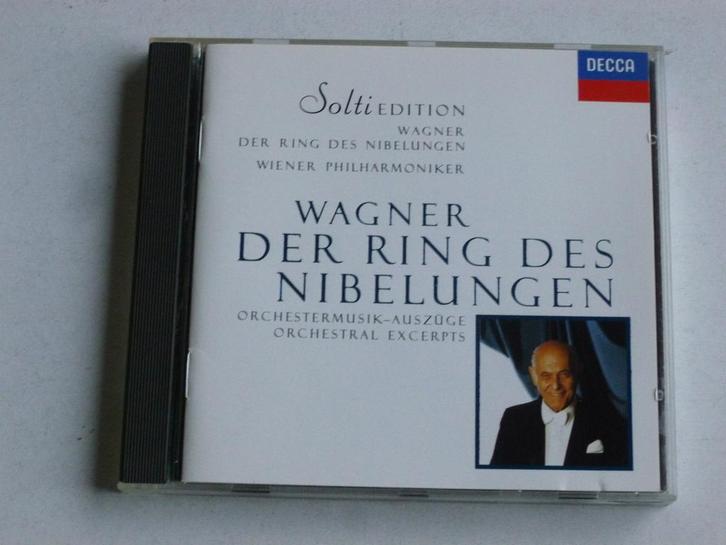 DECCA
Solti EDITION
WAGNER
DER RING DES NIBELUNGEN
WIENER PHILHARMONIKER
WAGNER
DER RING DES
NIBELUNGEN
ORCHESTERMUSIK-AUSZÜGE
ORCHESTRAL EXCERPTS